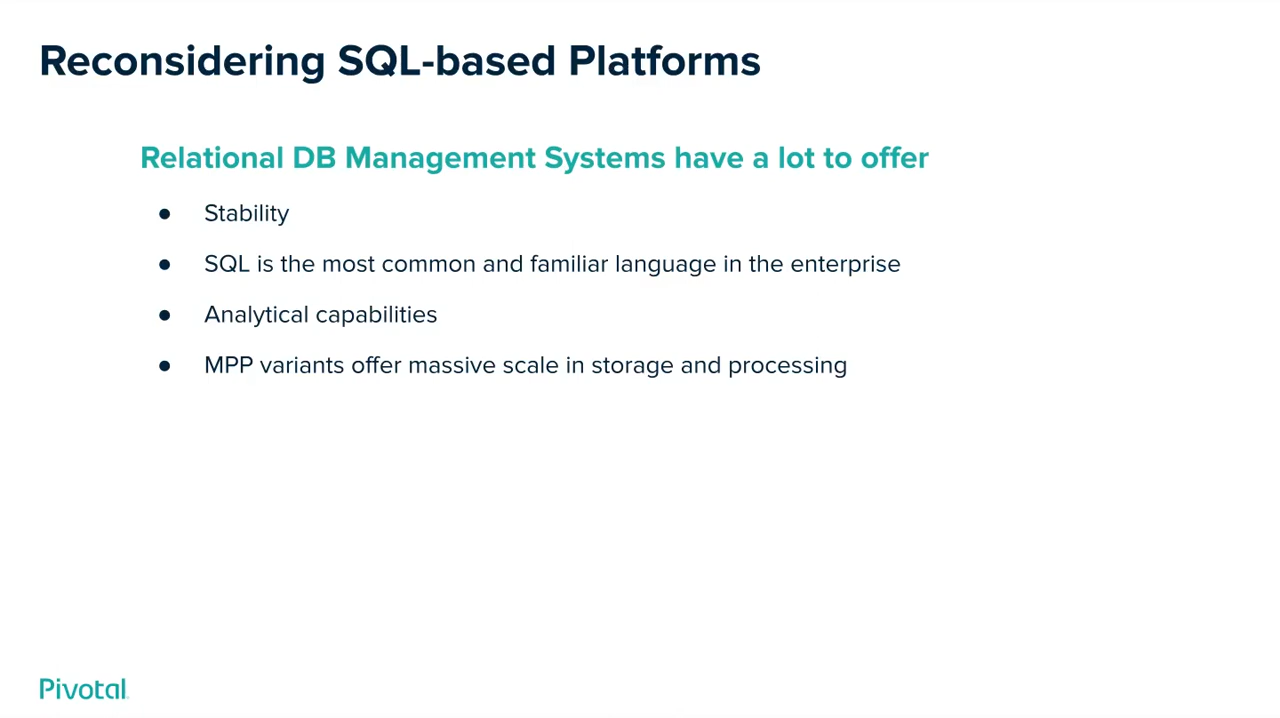 Reconsidering SQL-based Platforms
Relational DB Management Systems have a lot to offer
● Stability
● SQL is the most common and familiar language in the enterprise
● Analytical capabilities
● MPP variants offer massive scale in storage and processing
Pivotal